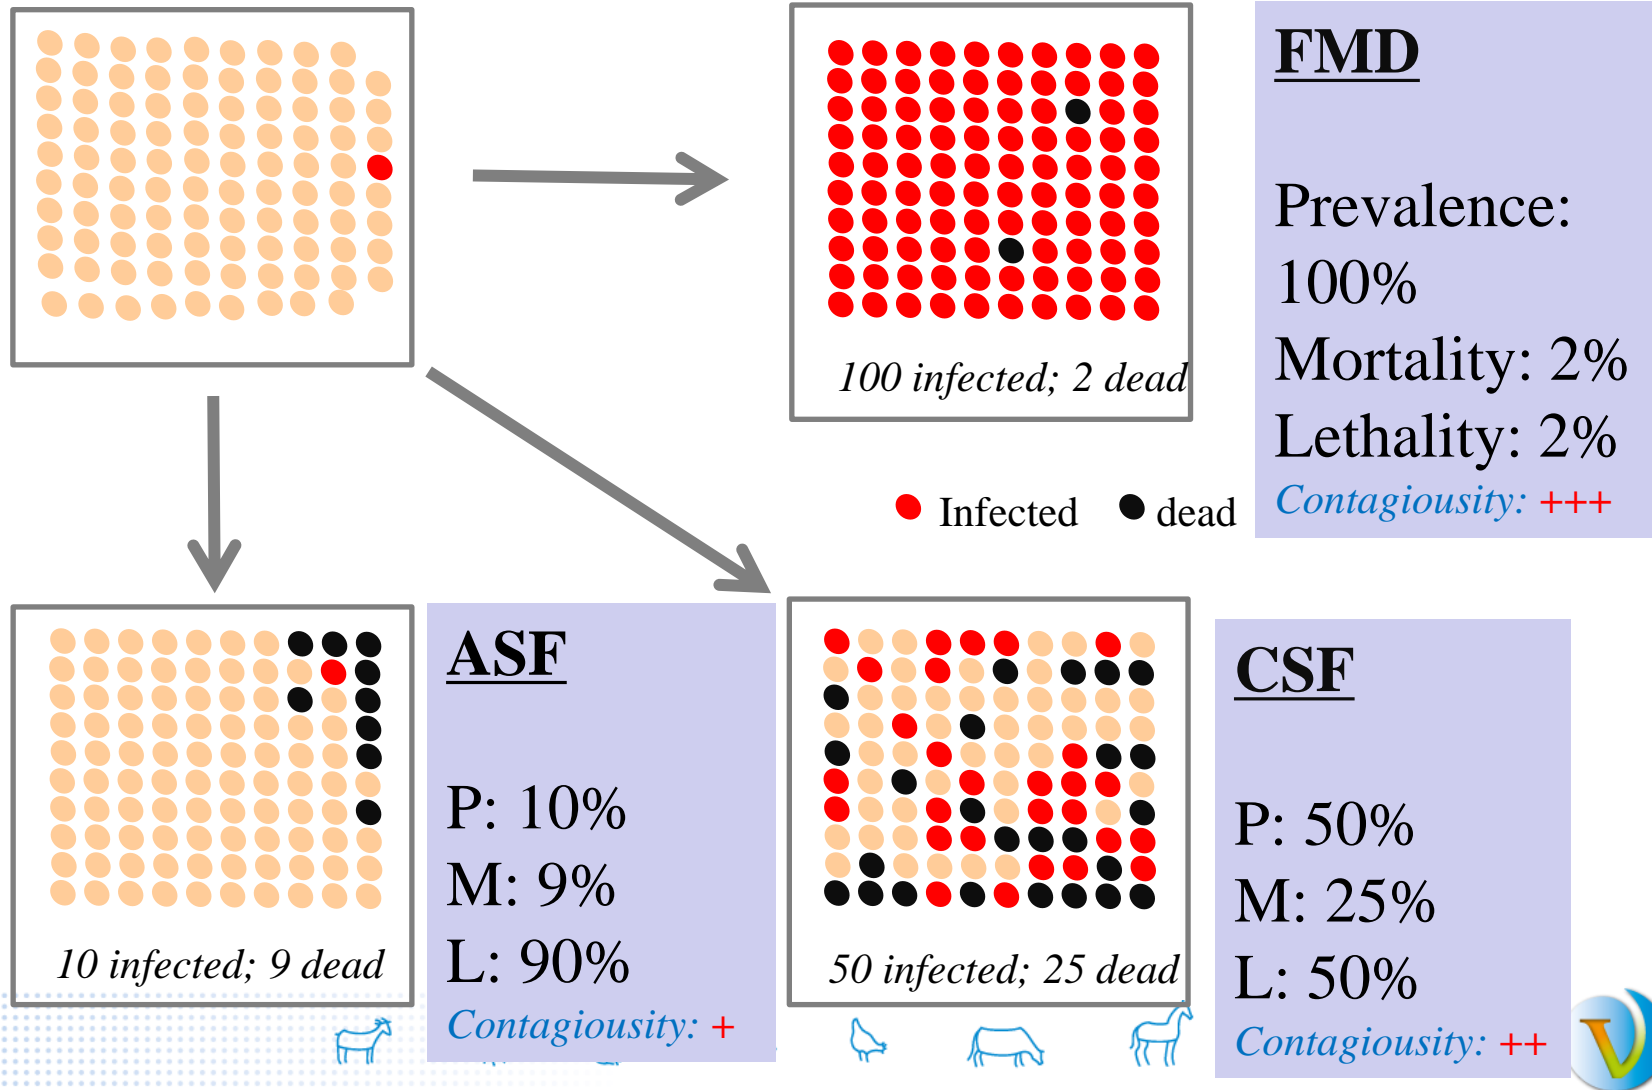 FMD
Prevalence:
100%
Mortality: 2%
Lethality: 2%
Contagiousity: +++
100 infected; 2 dead
Infected dead
ASF
P: 10%
M: 9%
L: 90%
Contagiousity: +
10 infected; 9 dead
CSF
P: 50%
M: 25%
L: 50%
Contagiousity: ++
50 infected; 25 dead
V